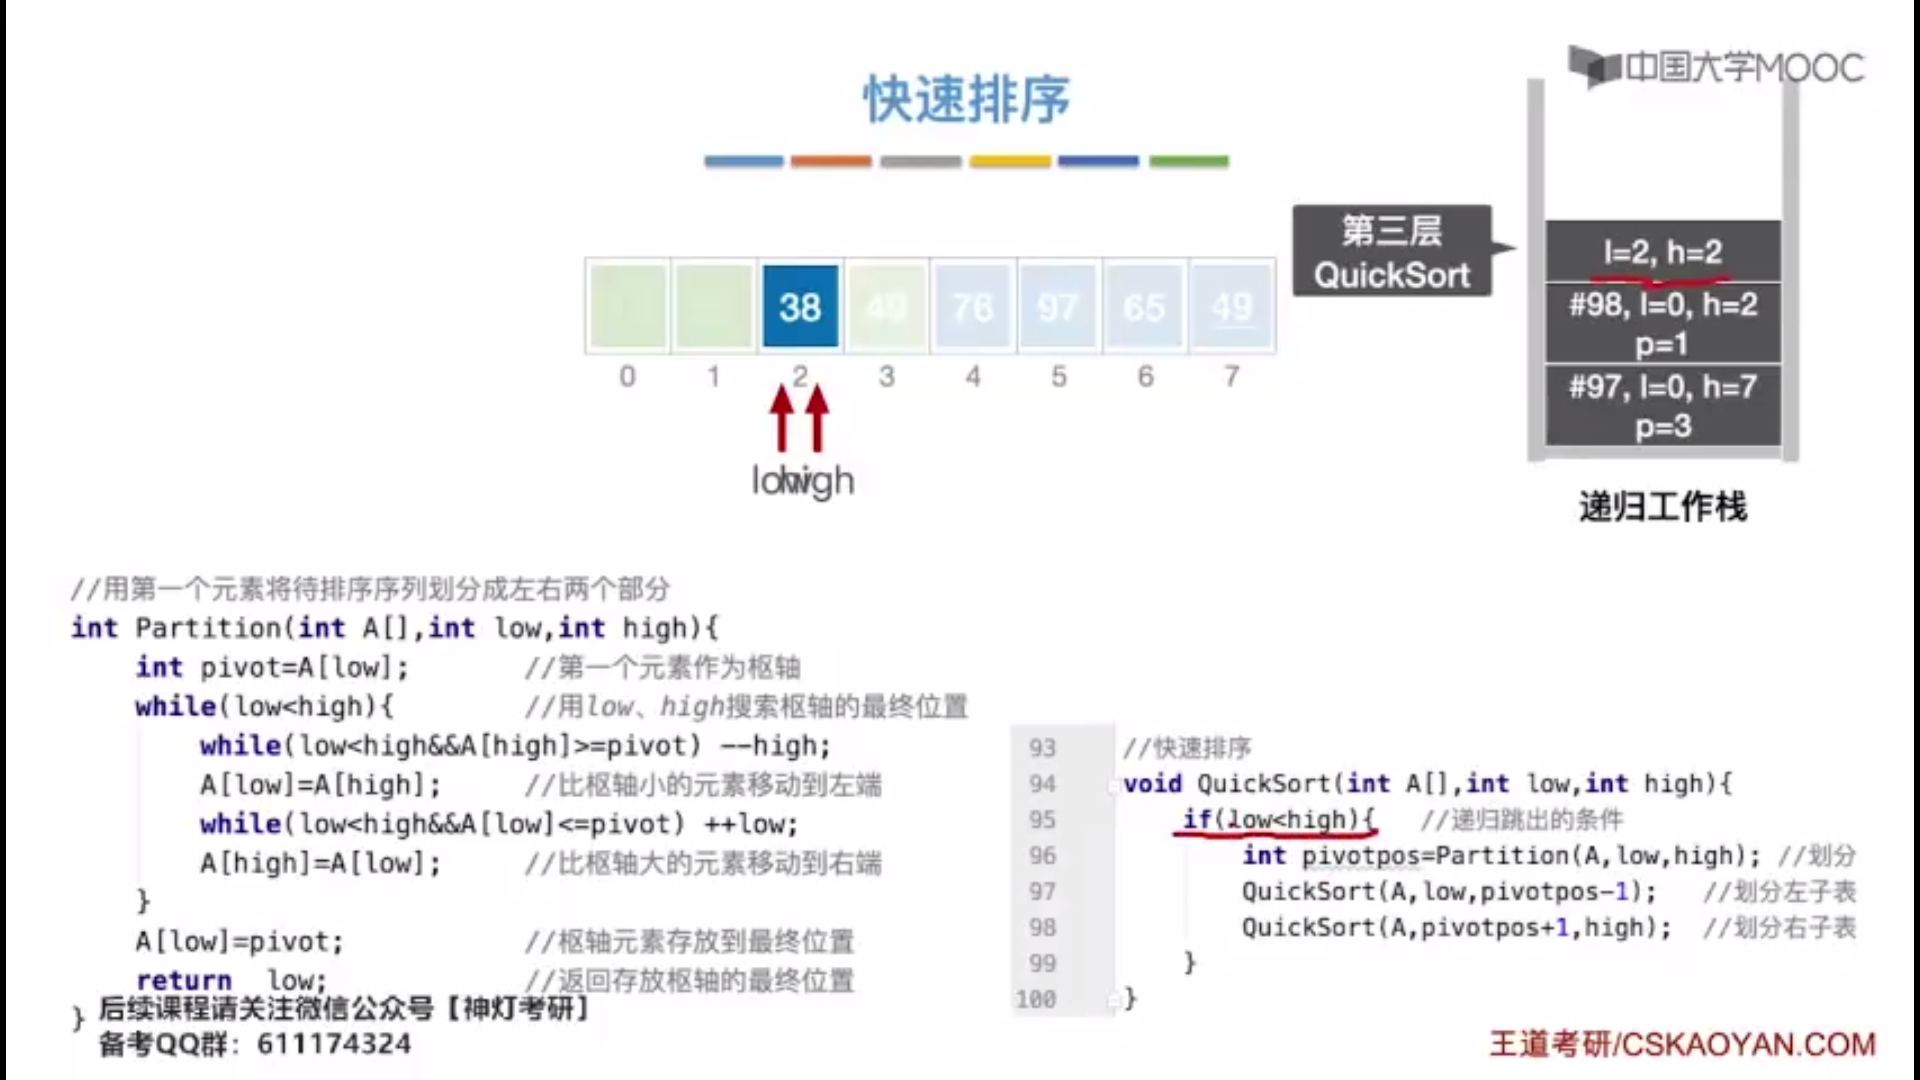 中国大学MOOC
快速排序
第三层
QuickSort
l=2, h=2
#98, l=0, h=2
p=1
#97, l=0, h=7
p=3
递归工作栈
38 49 76 97 65 49
0 1 2 3 4 5 6 7
low high
//用第一个元素将待排序序列划分成左右两个部分
int Partition(int A[],int low,int high){
int pivot=A[low]; //第一个元素作为枢轴
while(low<high){ //用low、high搜索枢轴的最终位置
while(low<high&&A[high]>=pivot) --high;
A[low]=A[high]; //比枢轴小的元素移动到左端
while(low<high&&A[low]<=pivot) ++low;
A[high]=A[low]; //比枢轴大的元素移动到右端
}
A[low]=pivot; //枢轴元素存放到最终位置
return low; //返回存放枢轴的最终位置
}
后续课程请关注微信公众号【神灯考研】
备考QQ群：611174324
93 //快速排序
94 void QuickSort(int A[],int low,int high){
95 if(low<high){ //递归跳出的条件
96 int pivotpos=Partition(A,low,high); //划分
97 QuickSort(A,low,pivotpos-1); //划分左子表
98 QuickSort(A,pivotpos+1,high); //划分右子表
99 }
100 }
王道考研/CSKAOYAN.COM